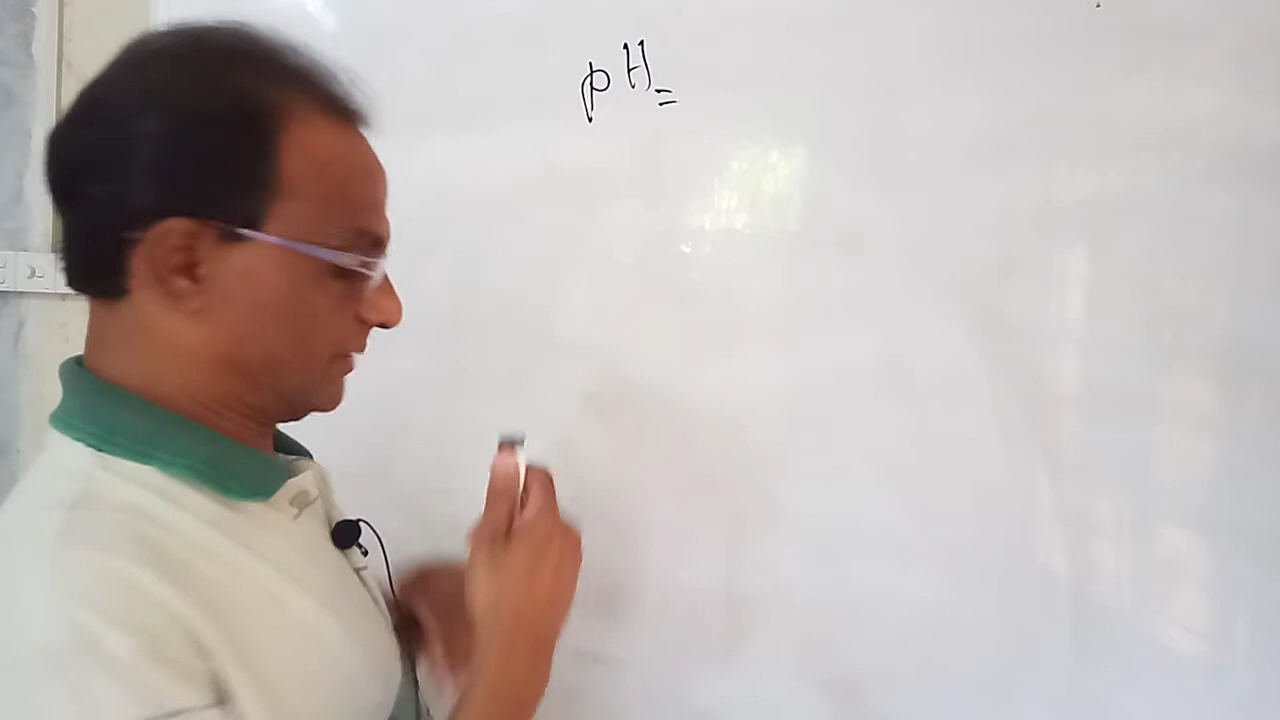 pH =